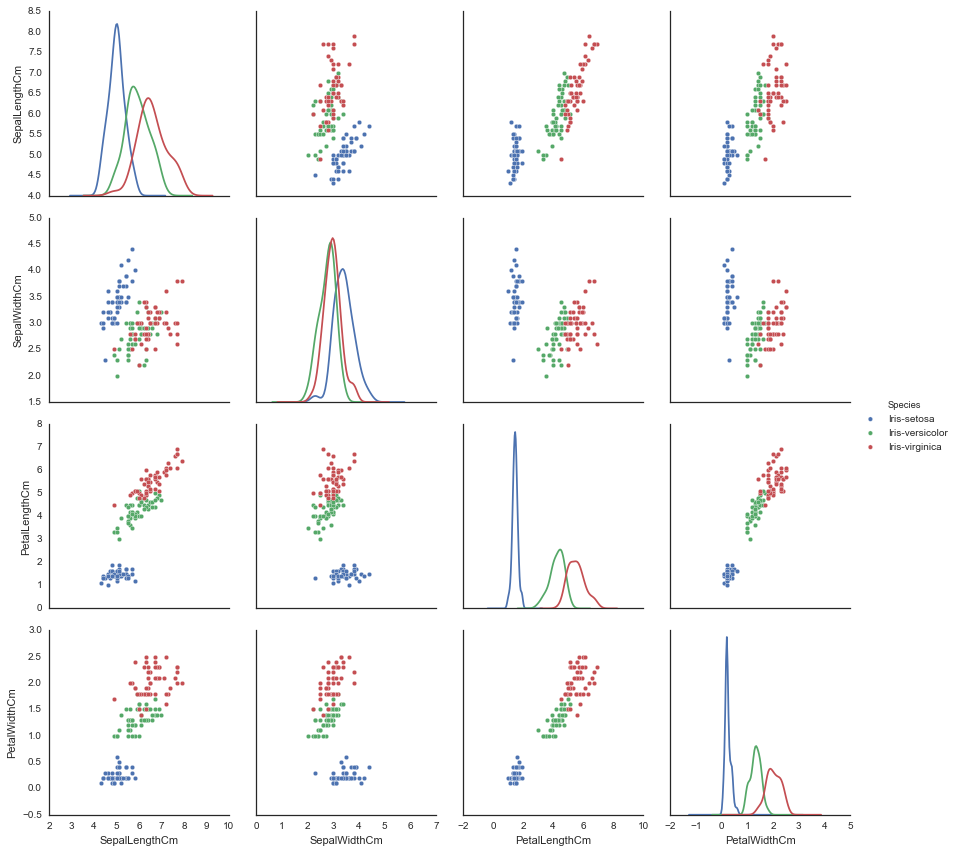 8.5
8.0
7.5
7.0
6.5
6.0
5.5
5.0
4.5
4.0
SepalLengthCm
5.0
4.5
4.0
3.5
3.0
2.5
2.0
1.5
SepalWidthCm
Species
Iris-setosa
Iris-versicolor
Iris-virginica
8
7
6
5
4
3
2
1
0
PetalLengthCm
3.0
2.5
2.0
1.5
1.0
0.5
0.0
−0.5
PetalWidthCm
2 3 4 5 6 7 8 9 10
SepalLengthCm
0 1 2 3 4 5 6 7
SepalWidthCm
−2 0 2 4 6 8 10
PetalLengthCm
−2 −1 0 1 2 3 4 5
PetalWidthCm